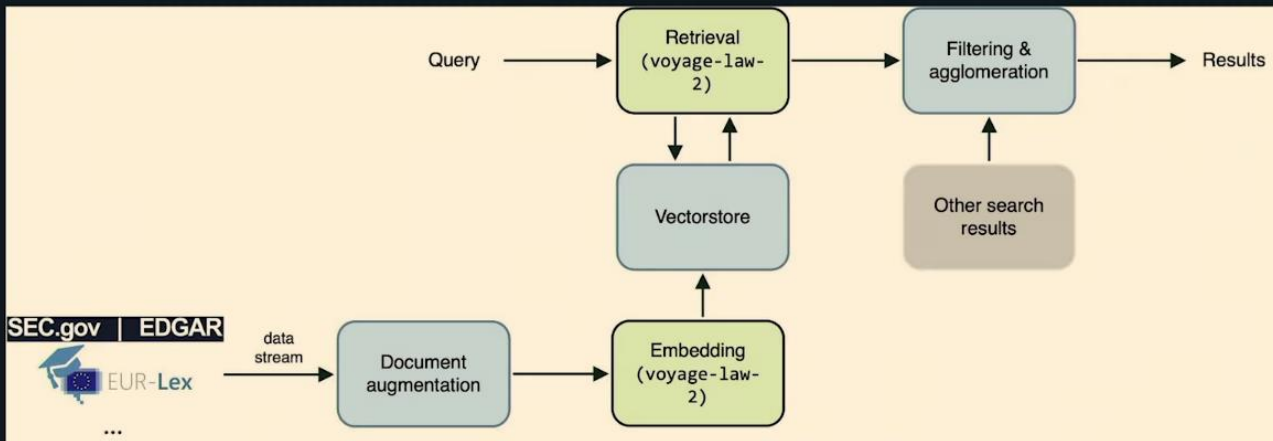 Query
Retrieval
(voyage-law-
2)
Filtering &
agglomeration
Results
Vectorstore
Other search
results
SEC.gov | EDGAR
EUR-Lex
...
data
stream
Document
augmentation
Embedding
(voyage-law-
2)